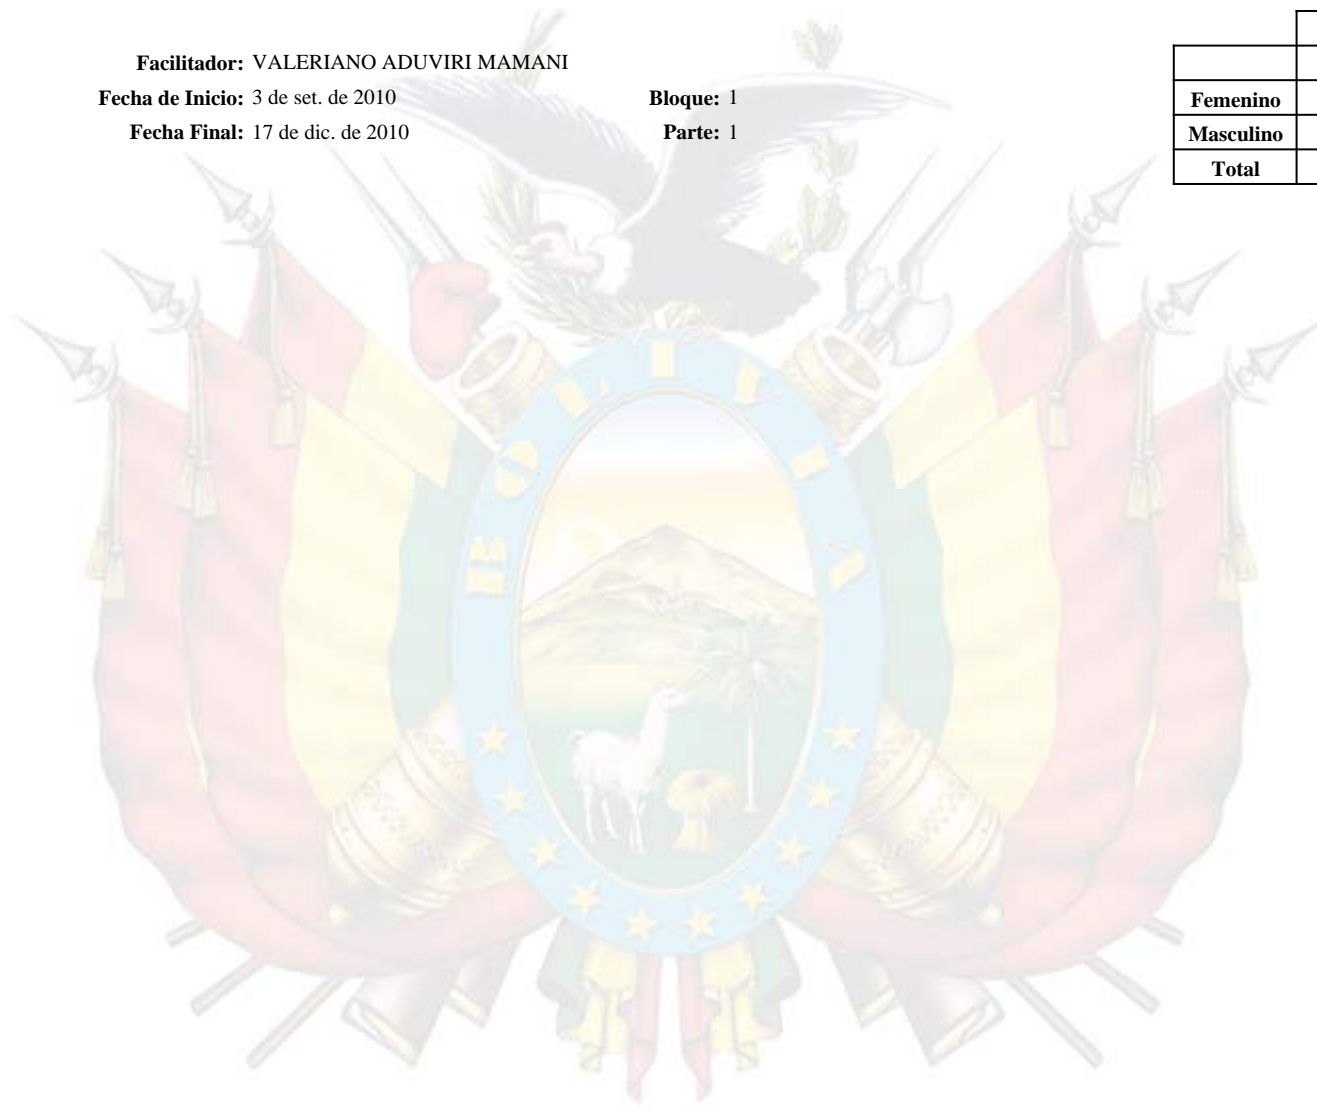 Facilitador: VALERIANO ADUVIRI MAMANI
Fecha de Inicio: 3 de set. de 2010 Bloque: 1
Fecha Final: 17 de dic. de 2010 Parte: 1
Femenino
Masculino
Total
BOLIVIA